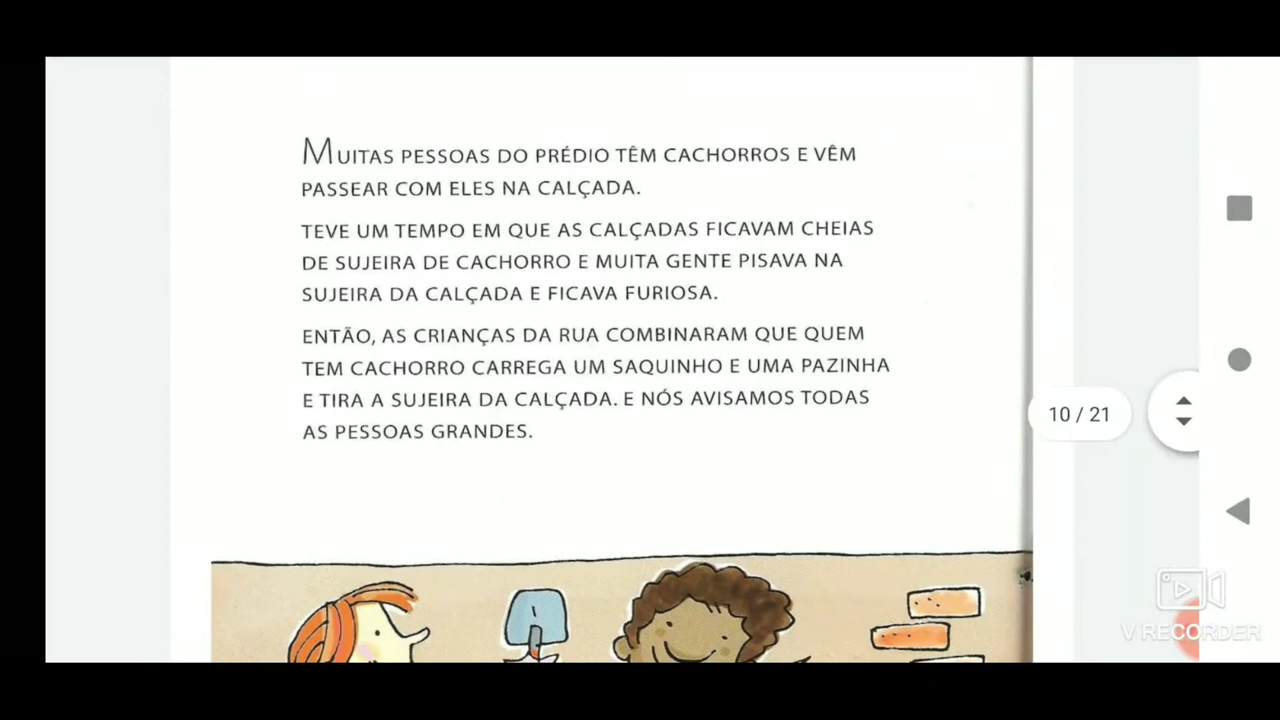 MUITAS PESSOAS DO PRÉDIO TÊM CACHORROS E VÊM
PASSEAR COM ELES NA CALÇADA.
TEVE UM TEMPO EM QUE AS CALÇADAS FICAVAM CHEIAS
DE SUJEIRA DE CACHORRO E MUITA GENTE PISAVA NA
SUJEIRA DA CALÇADA E FICAVA FURIOSA.
ENTÃO, AS CRIANÇAS DA RUA COMBINARAM QUE QUEM
TEM CACHORRO CARREGA UM SAQUINHO E UMA PAZINHA
E TIRA A SUJEIRA DA CALÇADA. E NÓS AVISAMOS TODAS
AS PESSOAS GRANDES.
10 / 21
V RECORDER